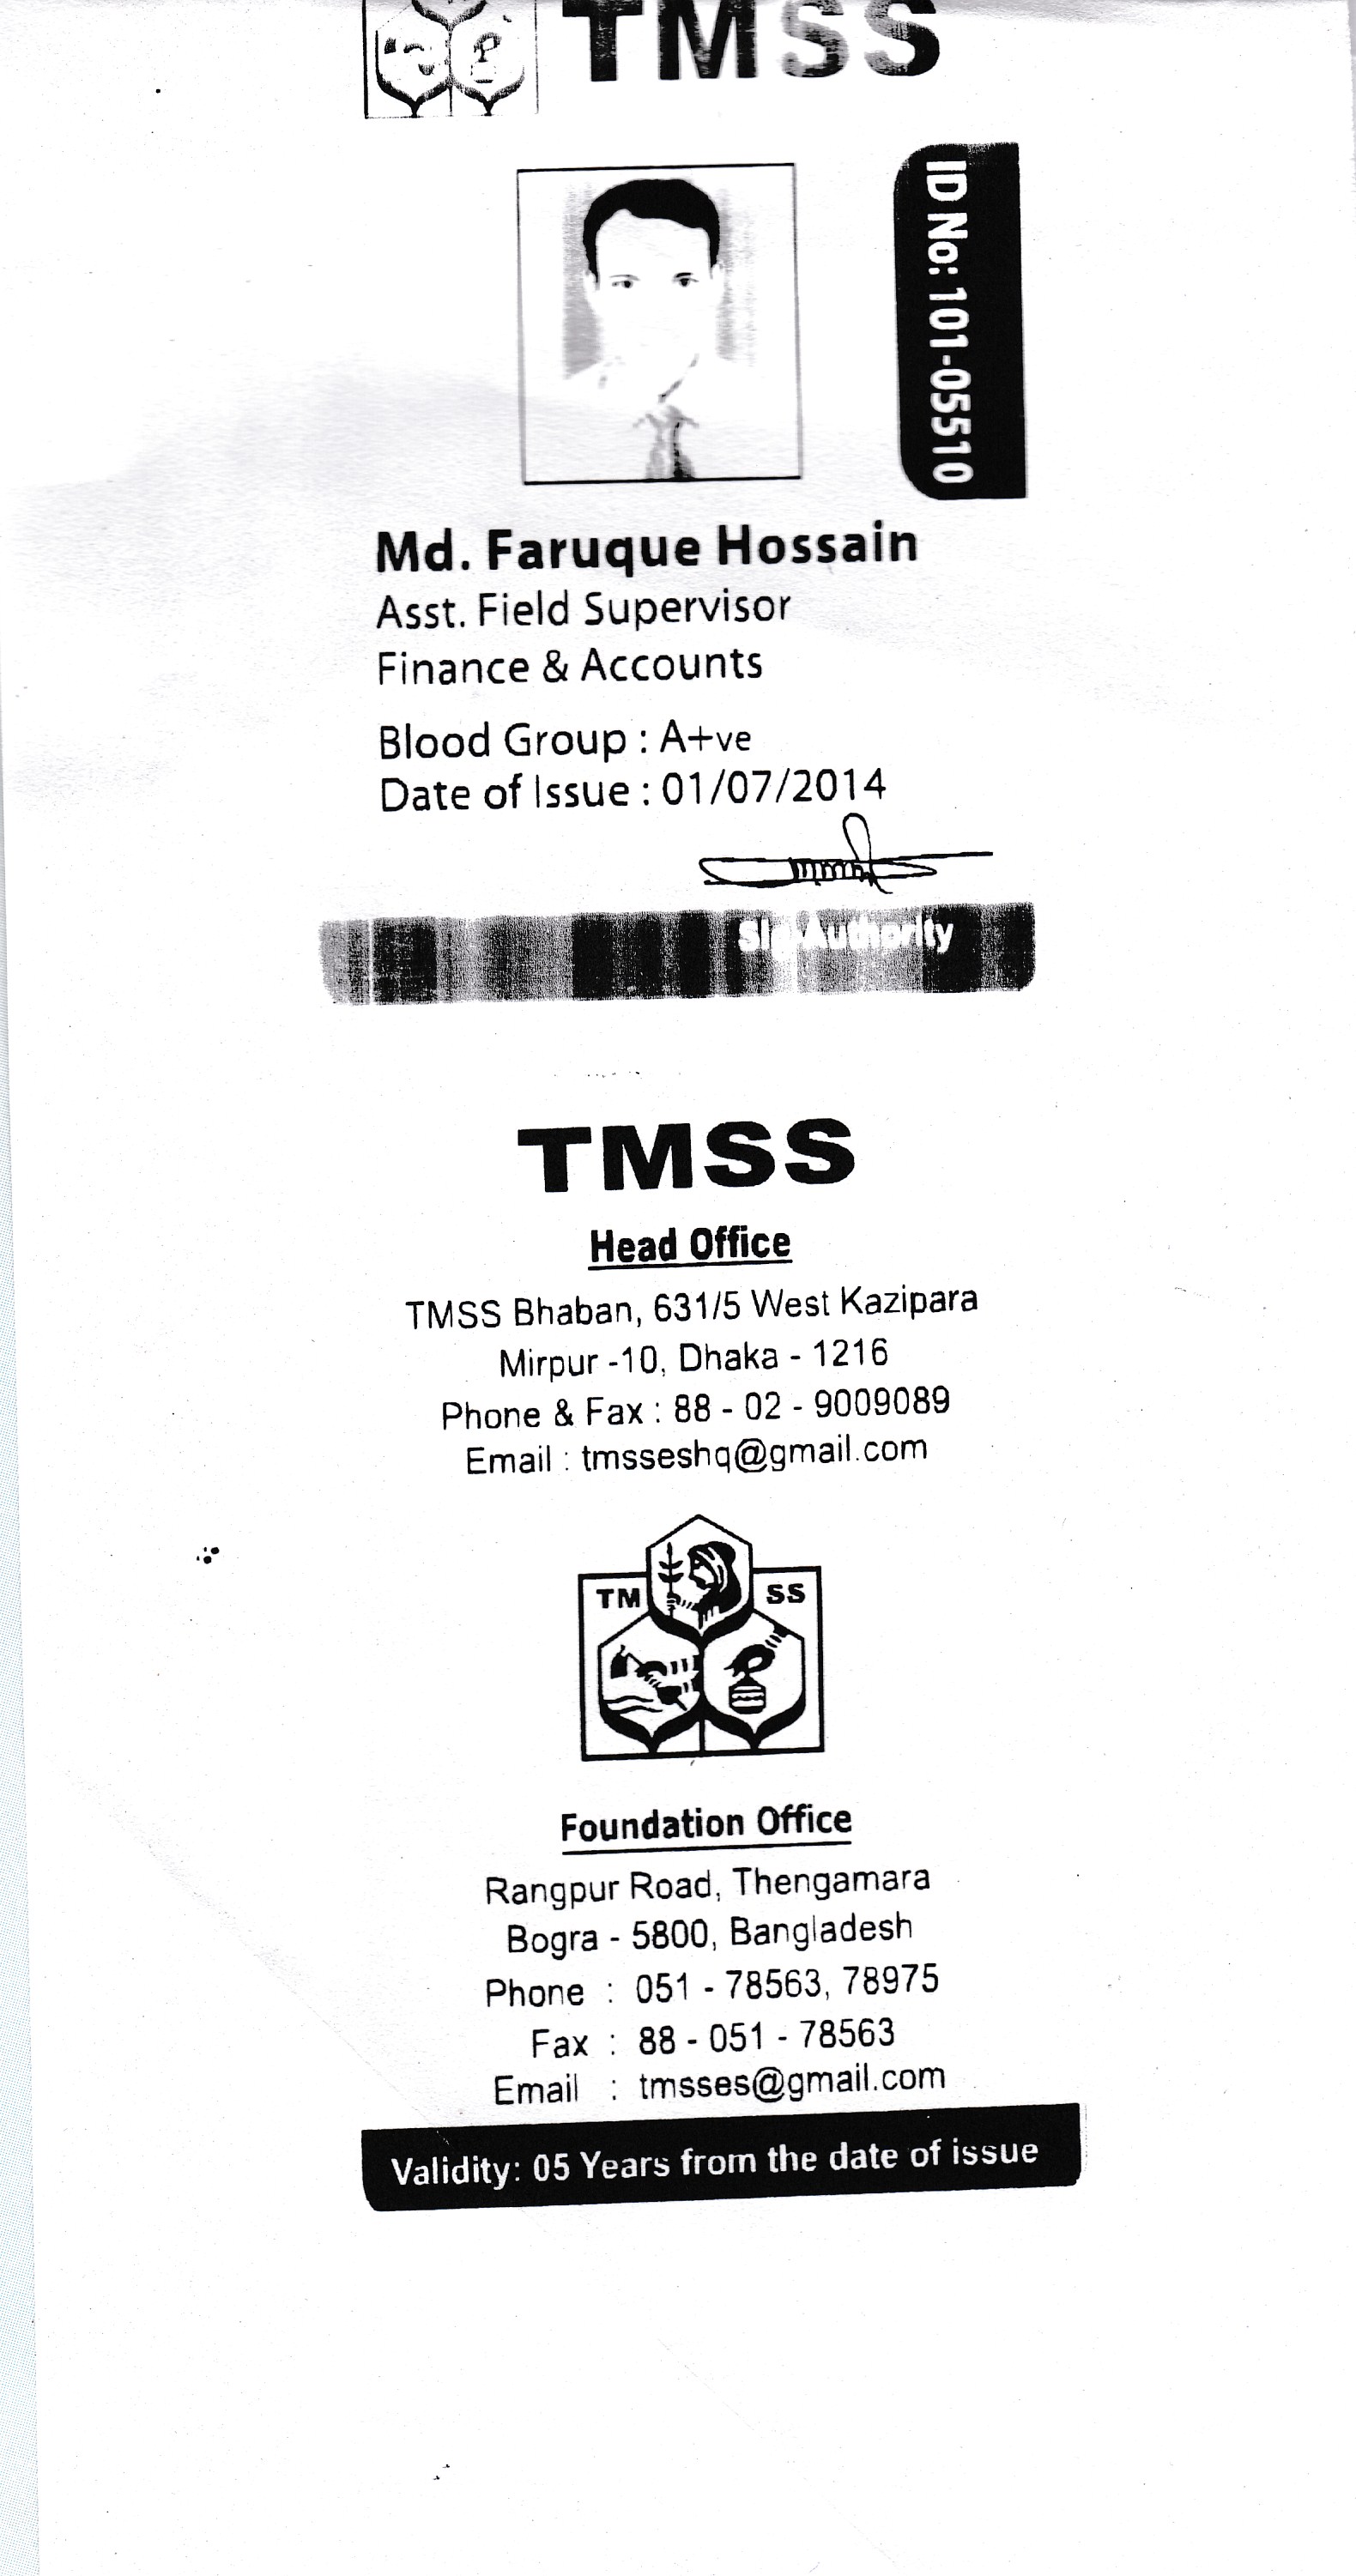 TMSS
ID No: 101-05510
Md. Faruque Hossain
Asst. Field Supervisor
Finance & Accounts
Blood Group : A+ve
Date of Issue : 01/07/2014
Authority
TMSS
Head Office
TMSS Bhaban, 631/5 West Kazipara
Mirpur -10, Dhaka - 1216
Phone & Fax : 88 - 02 - 9009089
Email : tmsseshq@gmail.com
TM SS
Foundation Office
Rangpur Road, Thengamara
Bogra - 5800, Bangladesh
Phone : 051 - 78563, 78975
Fax : 88 - 051 - 78563
Email : tmsses@gmail.com
Validity: 05 Years from the date of issue